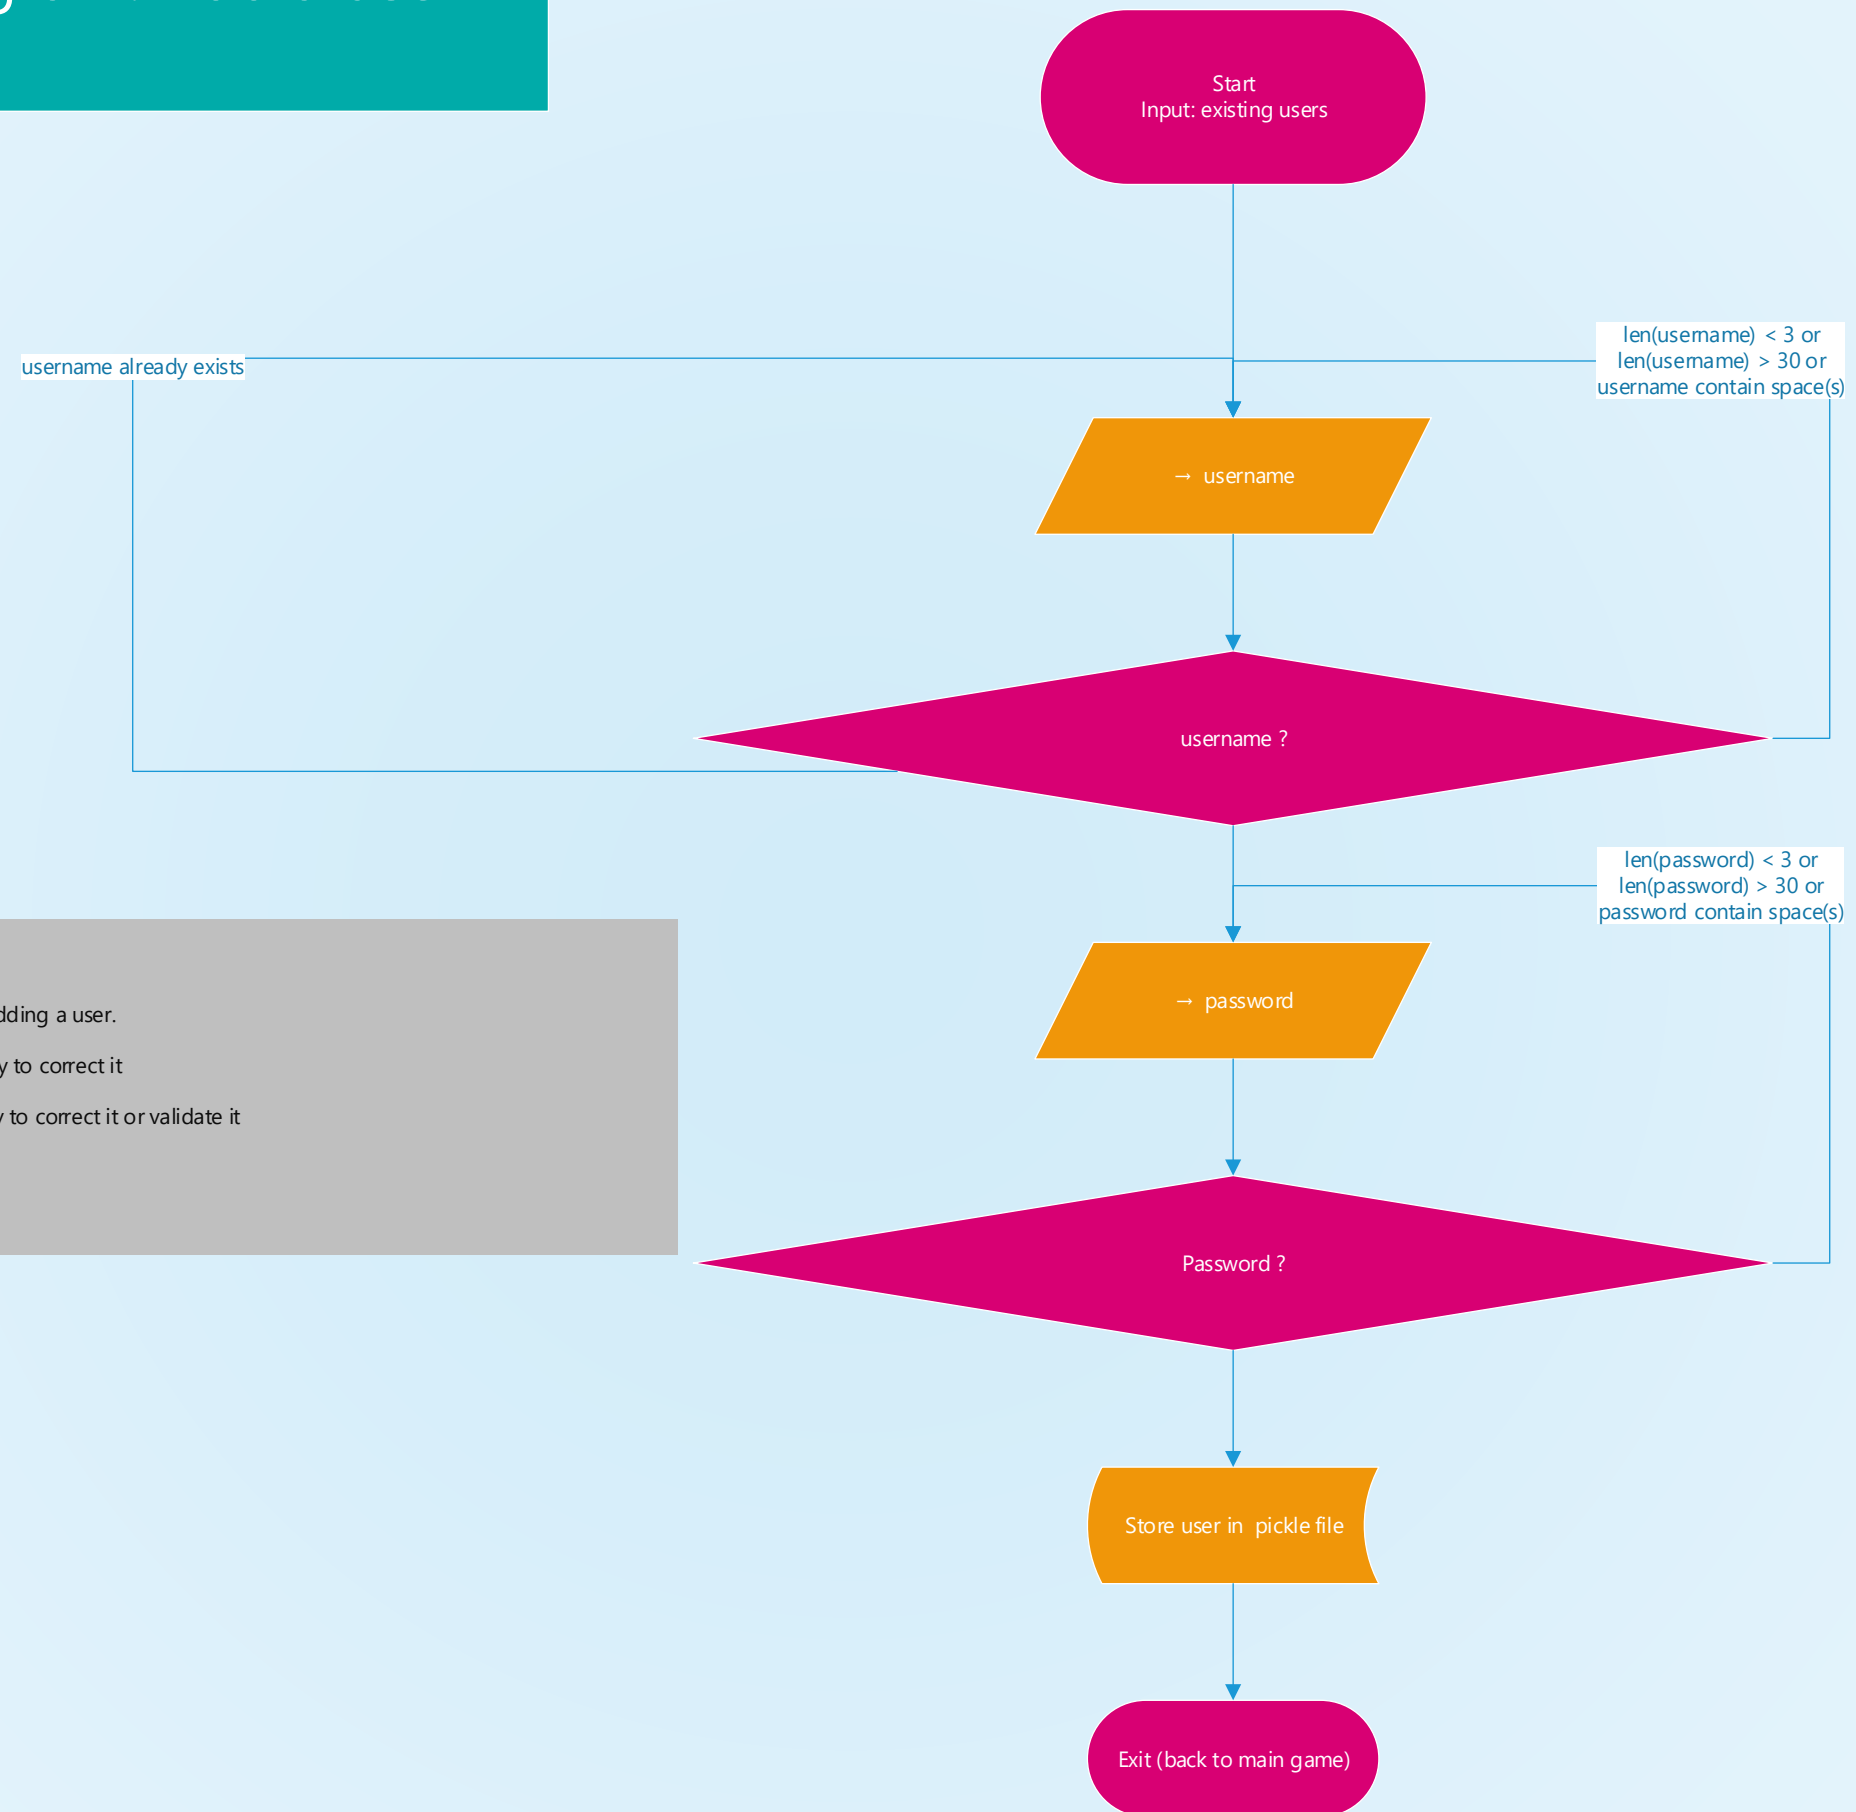 Start
Input: existing users
username already exists
len(username) < 3 or
len(username) > 30 or
username contain space(s)
→ username
username ?
len(password) < 3 or
len(password) > 30 or
password contain space(s)
→ password
a user.
to correct it
to correct it or validate it
Password ?
Store user in pickle file
Exit (back to main game)